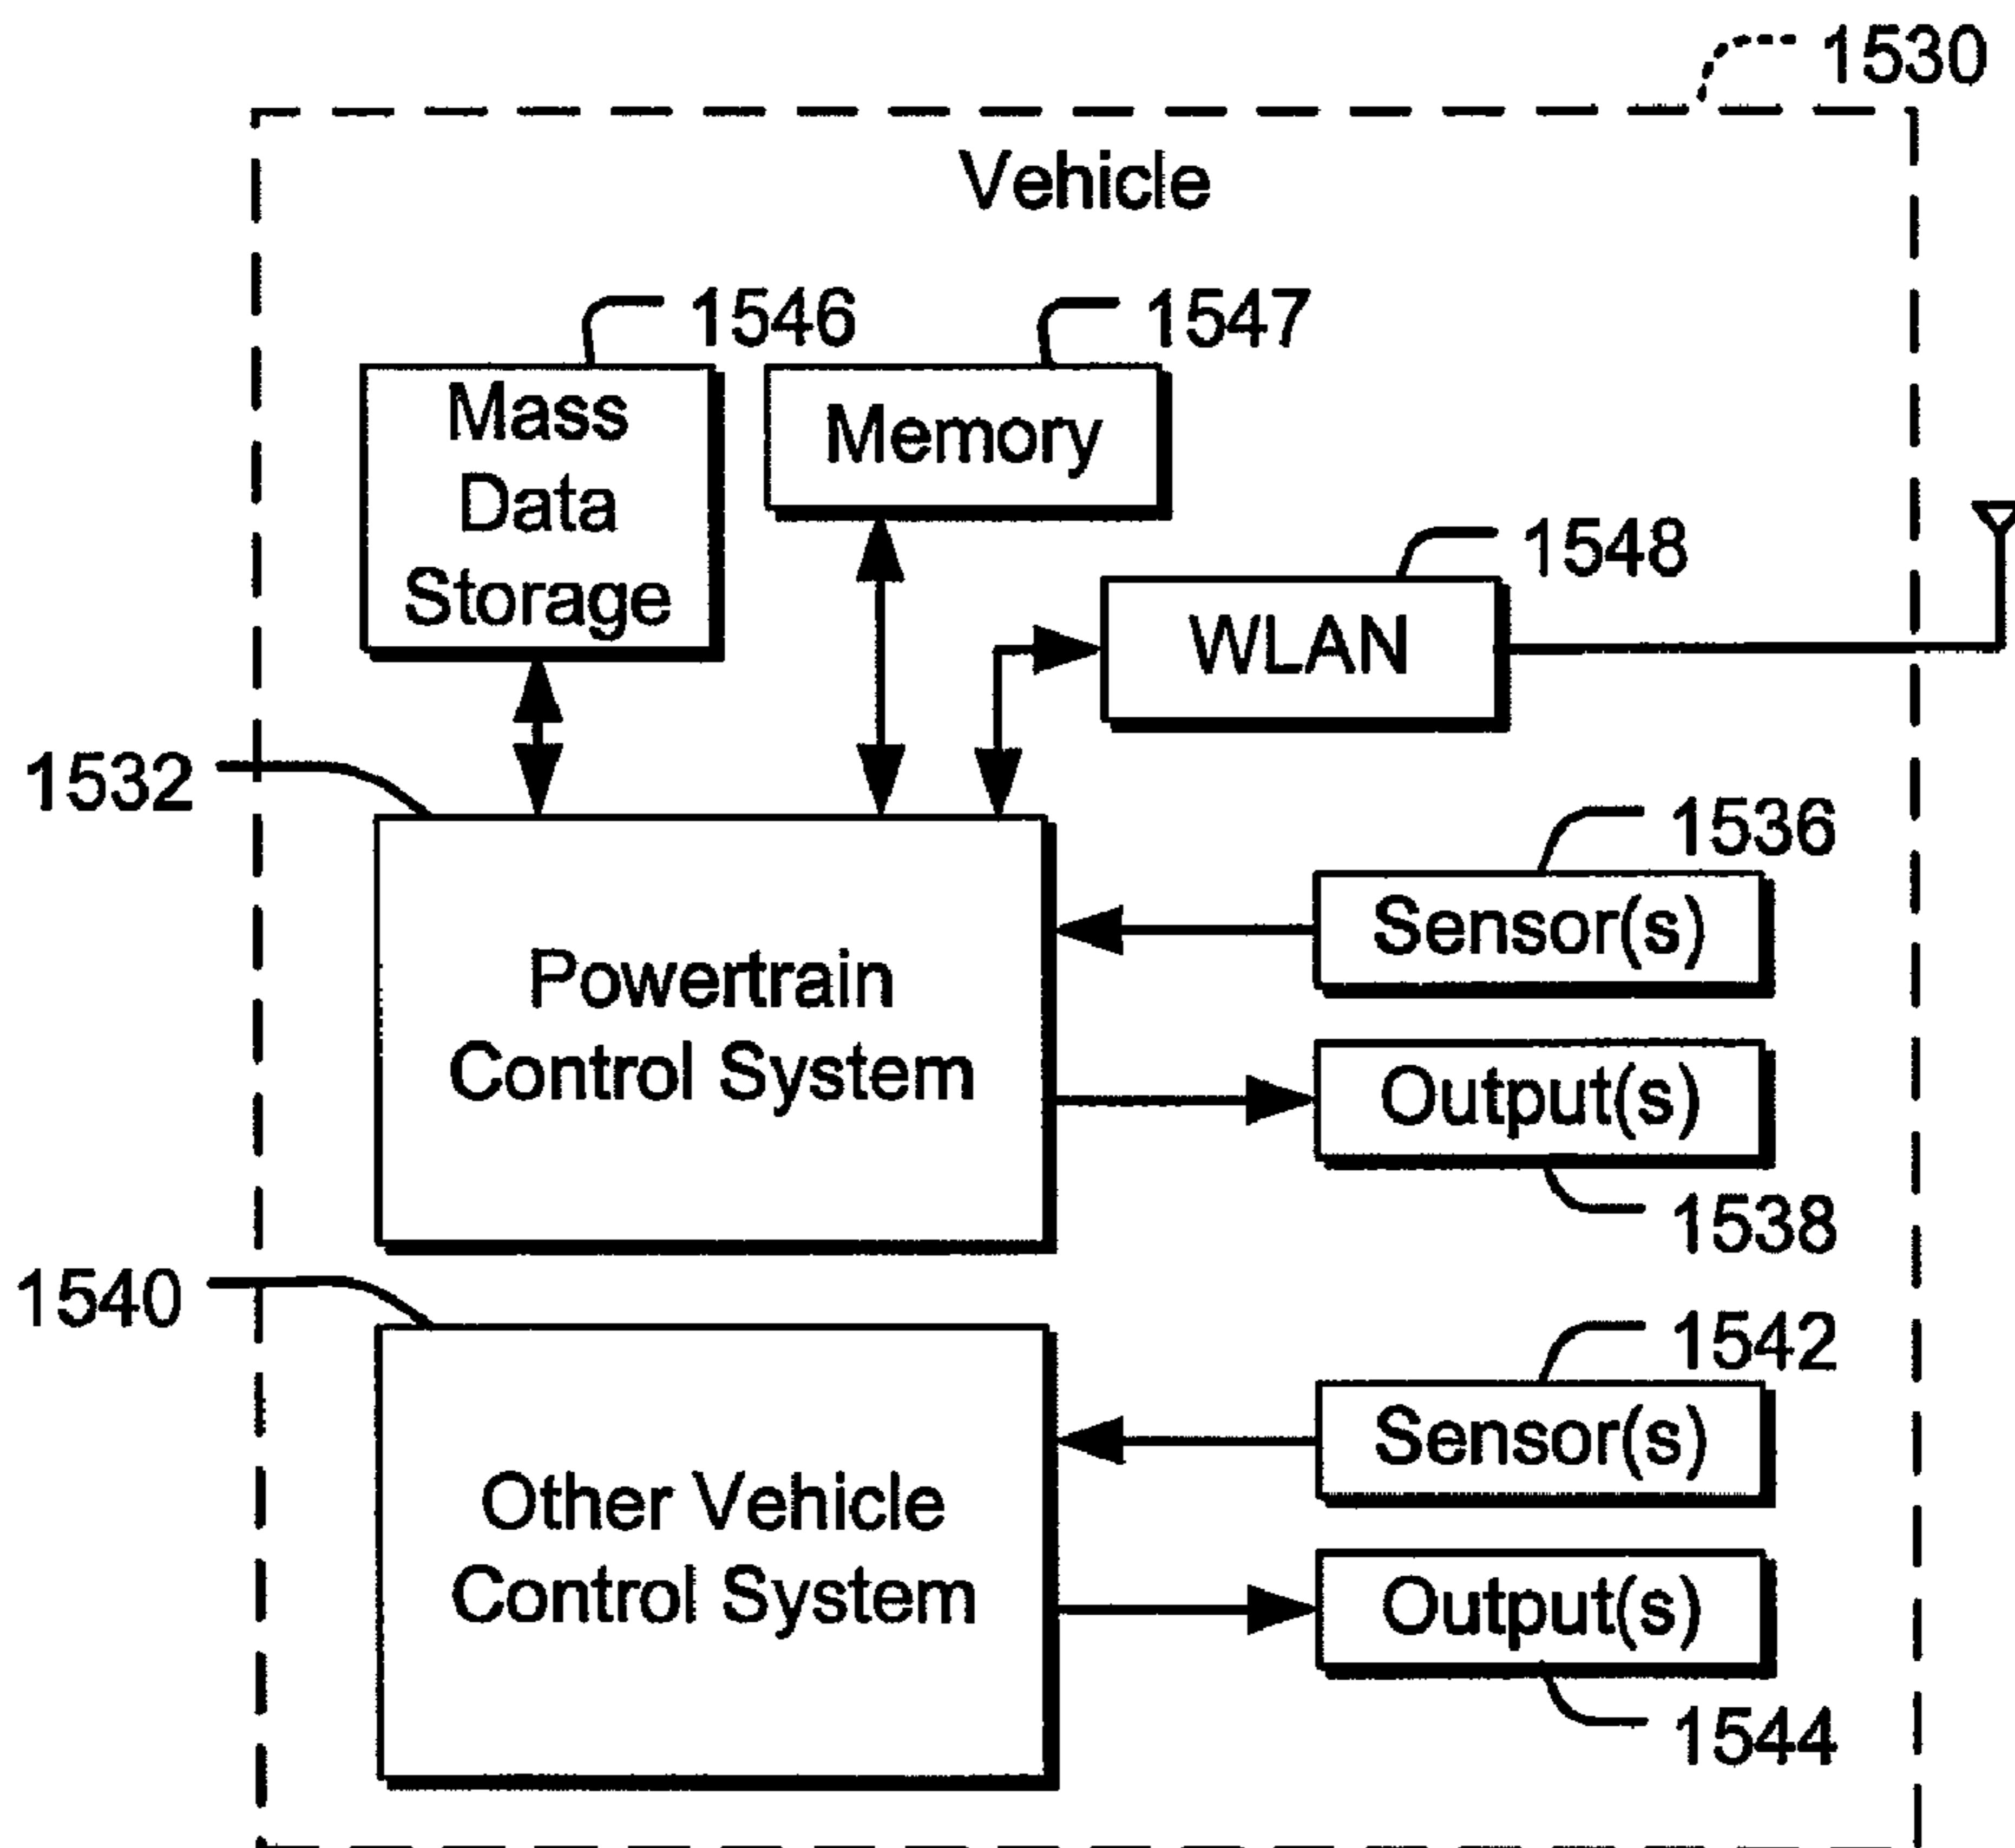 1530
Vehicle
1546
1547
Mass
Data
Storage
Memory
1548
WLAN
1532
1536
Sensor(s)
Powertrain
Control System
Output(s)
1538
1540
1542
Sensor(s)
Other Vehicle
Control System
Output(s)
1544